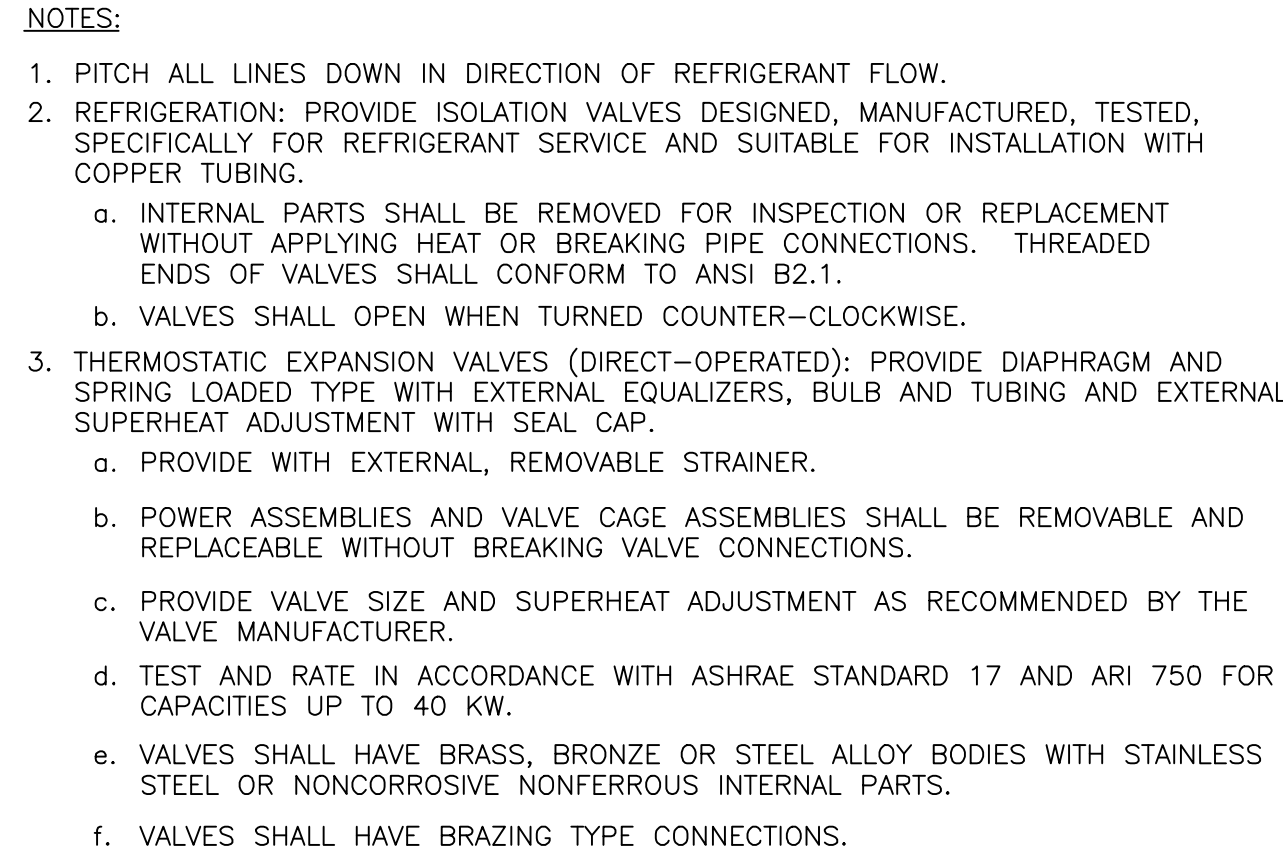 NOTES:
1. PITCH ALL LINES DOWN IN DIRECTION OF REFRIGERANT FLOW.
2. REFRIGERATION: PROVIDE ISOLATION VALVES DESIGNED, MANUFACTURED, TESTED,
SPECIFICALLY FOR REFRIGERANT SERVICE AND SUITABLE FOR INSTALLATION WITH
COPPER TUBING.
a. INTERNAL PARTS SHALL BE REMOVED FOR INSPECTION OR REPLACEMENT
WITHOUT APPLYING HEAT OR BREAKING PIPE CONNECTIONS. THREADED
ENDS OF VALVES SHALL CONFORM TO ANSI B2.1.
b. VALVES SHALL OPEN WHEN TURNED COUNTER-CLOCKWISE.
3. THERMOSTATIC EXPANSION VALVES (DIRECT-OPERATED): PROVIDE DIAPHRAGM AND
SPRING LOADED TYPE WITH EXTERNAL EQUALIZERS, BULB AND TUBING AND EXTERNAL
SUPERHEAT ADJUSTMENT WITH SEAL CAP.
a. PROVIDE WITH EXTERNAL, REMOVABLE STRAINER.
b. POWER ASSEMBLIES AND VALVE CAGE ASSEMBLIES SHALL BE REMOVABLE AND
REPLACEABLE WITHOUT BREAKING VALVE CONNECTIONS.
c. PROVIDE VALVE SIZE AND SUPERHEAT ADJUSTMENT AS RECOMMENDED BY THE
VALVE MANUFACTURER.
d. TEST AND RATE IN ACCORDANCE WITH ASHRAE STANDARD 17 AND ARI 750 FOR
CAPACITIES UP TO 40 KW.
e. VALVES SHALL HAVE BRASS, BRONZE OR STEEL ALLOY BODIES WITH STAINLESS
STEEL OR NONCORROSIVE NONFERROUS INTERNAL PARTS.
f. VALVES SHALL HAVE BRAZING TYPE CONNECTIONS.